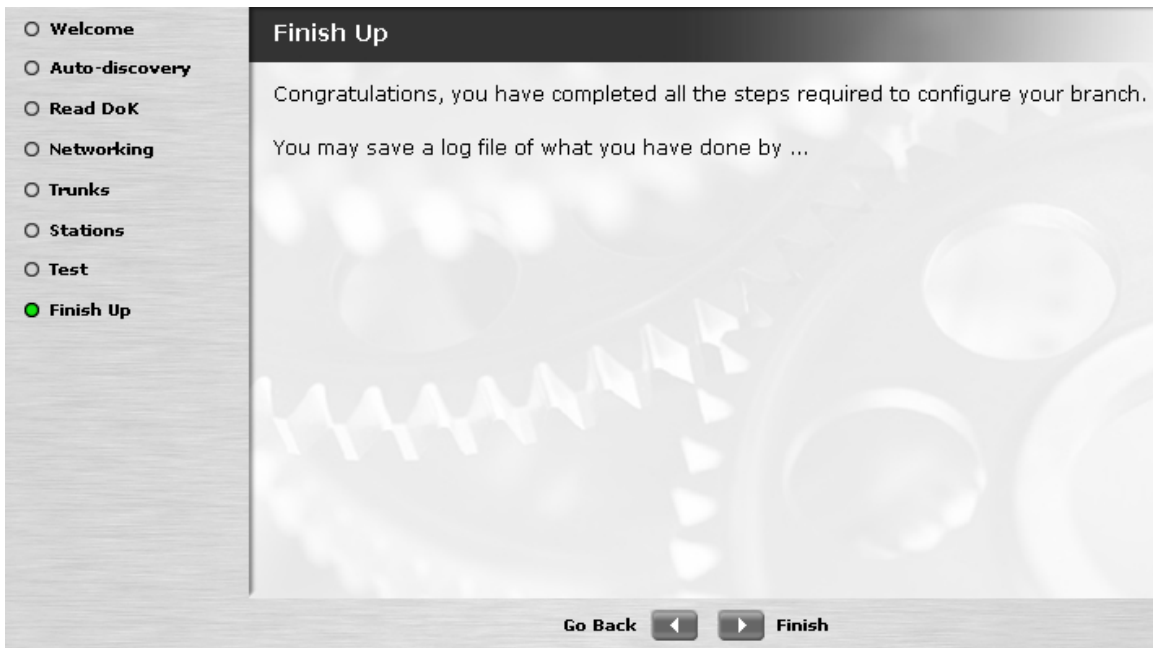 Welcome
Auto-discovery
Read DoK
Networking
Trunks
Stations
Test
Finish Up
Finish Up
Congratulations, you have completed all the steps required to configure your branch.
You may save a log file of what you have done by ...
Go Back Finish